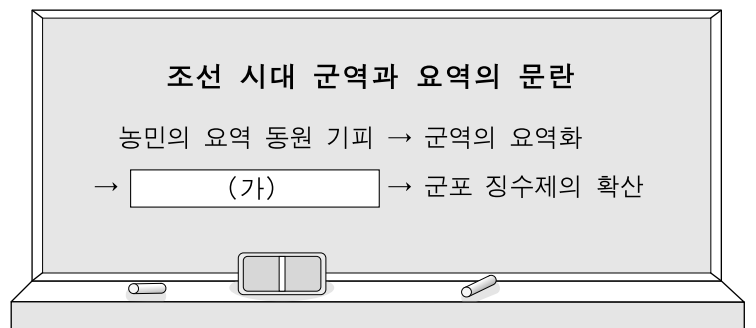 조선 시대 군역과 요역의 문란
농민의 요역 동원 기피 → 군역의 요역화
→ (가) → 군포 징수제의 확산